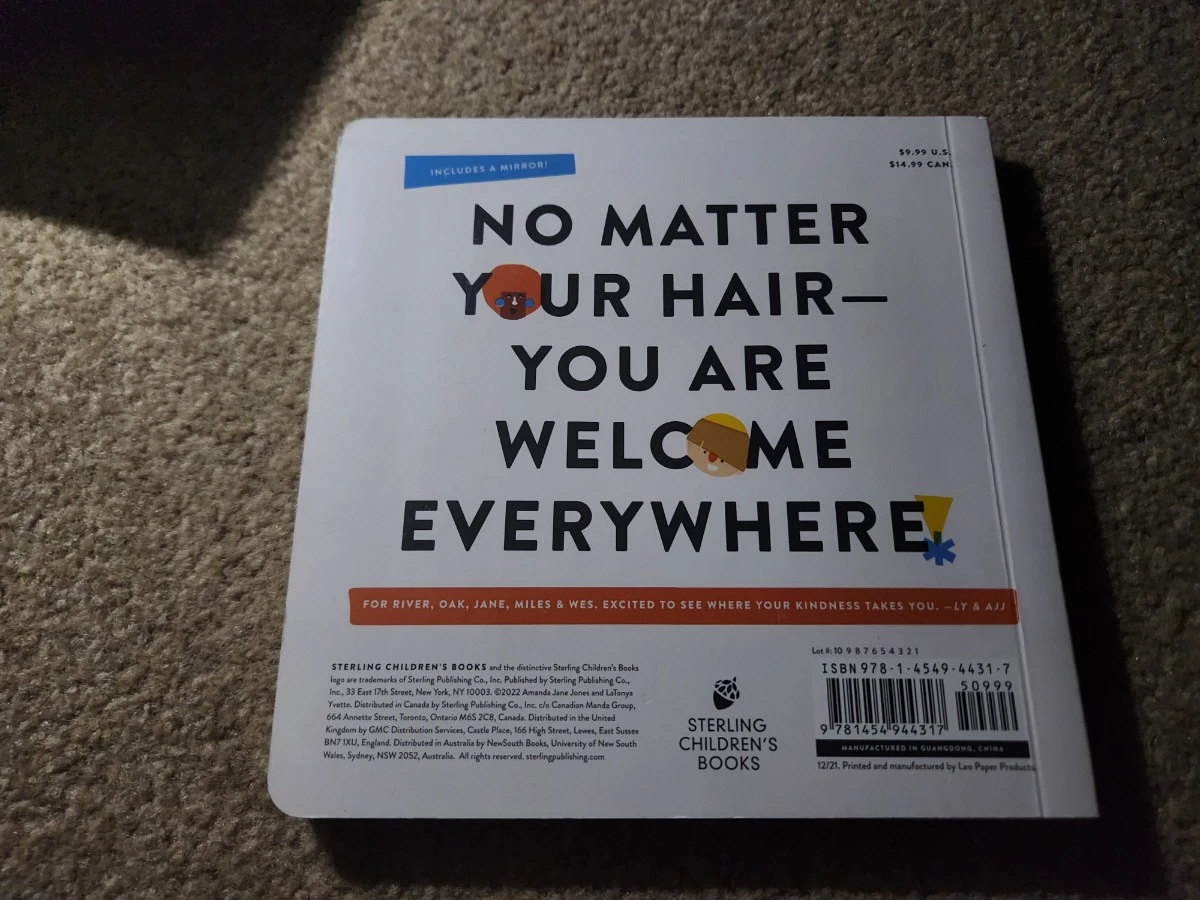 INCLUDES A MIRROR!
$9.99 U.S.
$14.99 CAN.
NO MATTER
YOUR HAIR—
YOU ARE
WELCOME
EVERYWHERE!
FOR RIVER, OAK, JANE, MILES & WES. EXCITED TO SEE WHERE YOUR KINDNESS TAKES YOU. —LY & AJJ
STERLING CHILDREN'S BOOKS and the distinctive Sterling Children's Books
logo are trademarks of Sterling Publishing Co., Inc. Published by Sterling Publishing Co.,
Inc., 33 East 17th Street, New York, NY 10003. ©2022 Amanda Jane Jones and LaTonya
Yvette. Distributed in Canada by Sterling Publishing Co., Inc. c/o Canadian Manda Group,
664 Annette Street, Toronto, Ontario M6S 2C8, Canada. Distributed in the United
Kingdom by GMC Distribution Services, Castle Place, 166 High Street, Lewes, East Sussex
BN7 1XU, England. Distributed in Australia by NewSouth Books, University of New South
Wales, Sydney, NSW 2052, Australia. All rights reserved. sterlingpublishing.com
STERLING
CHILDREN'S
BOOKS
Lot #: 10 9 8 7 6 5 4 3 2 1
ISBN 978-1-4549-4431-7
50999
9 781454 944317
MANUFACTURED IN GUANGDONG, CHINA
12/21. Printed and manufactured by Leo Paper Products